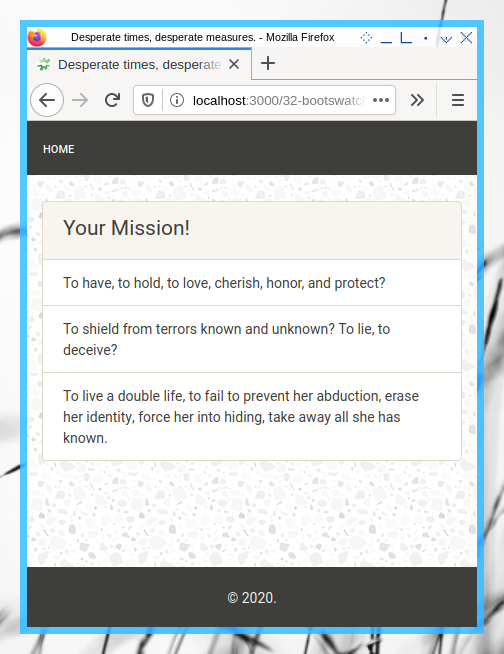 Desperate times, desperate measures. - Mozilla Firefox
Desperate times, desperate
localhost:3000/32-bootswatc
HOME
Your Mission!
To have, to hold, to love, cherish, honor, and protect?
To shield from terrors known and unknown? To lie, to
deceive?
To live a double life, to fail to prevent her abduction, erase
her identity, force her into hiding, take away all she has
known.
© 2020.